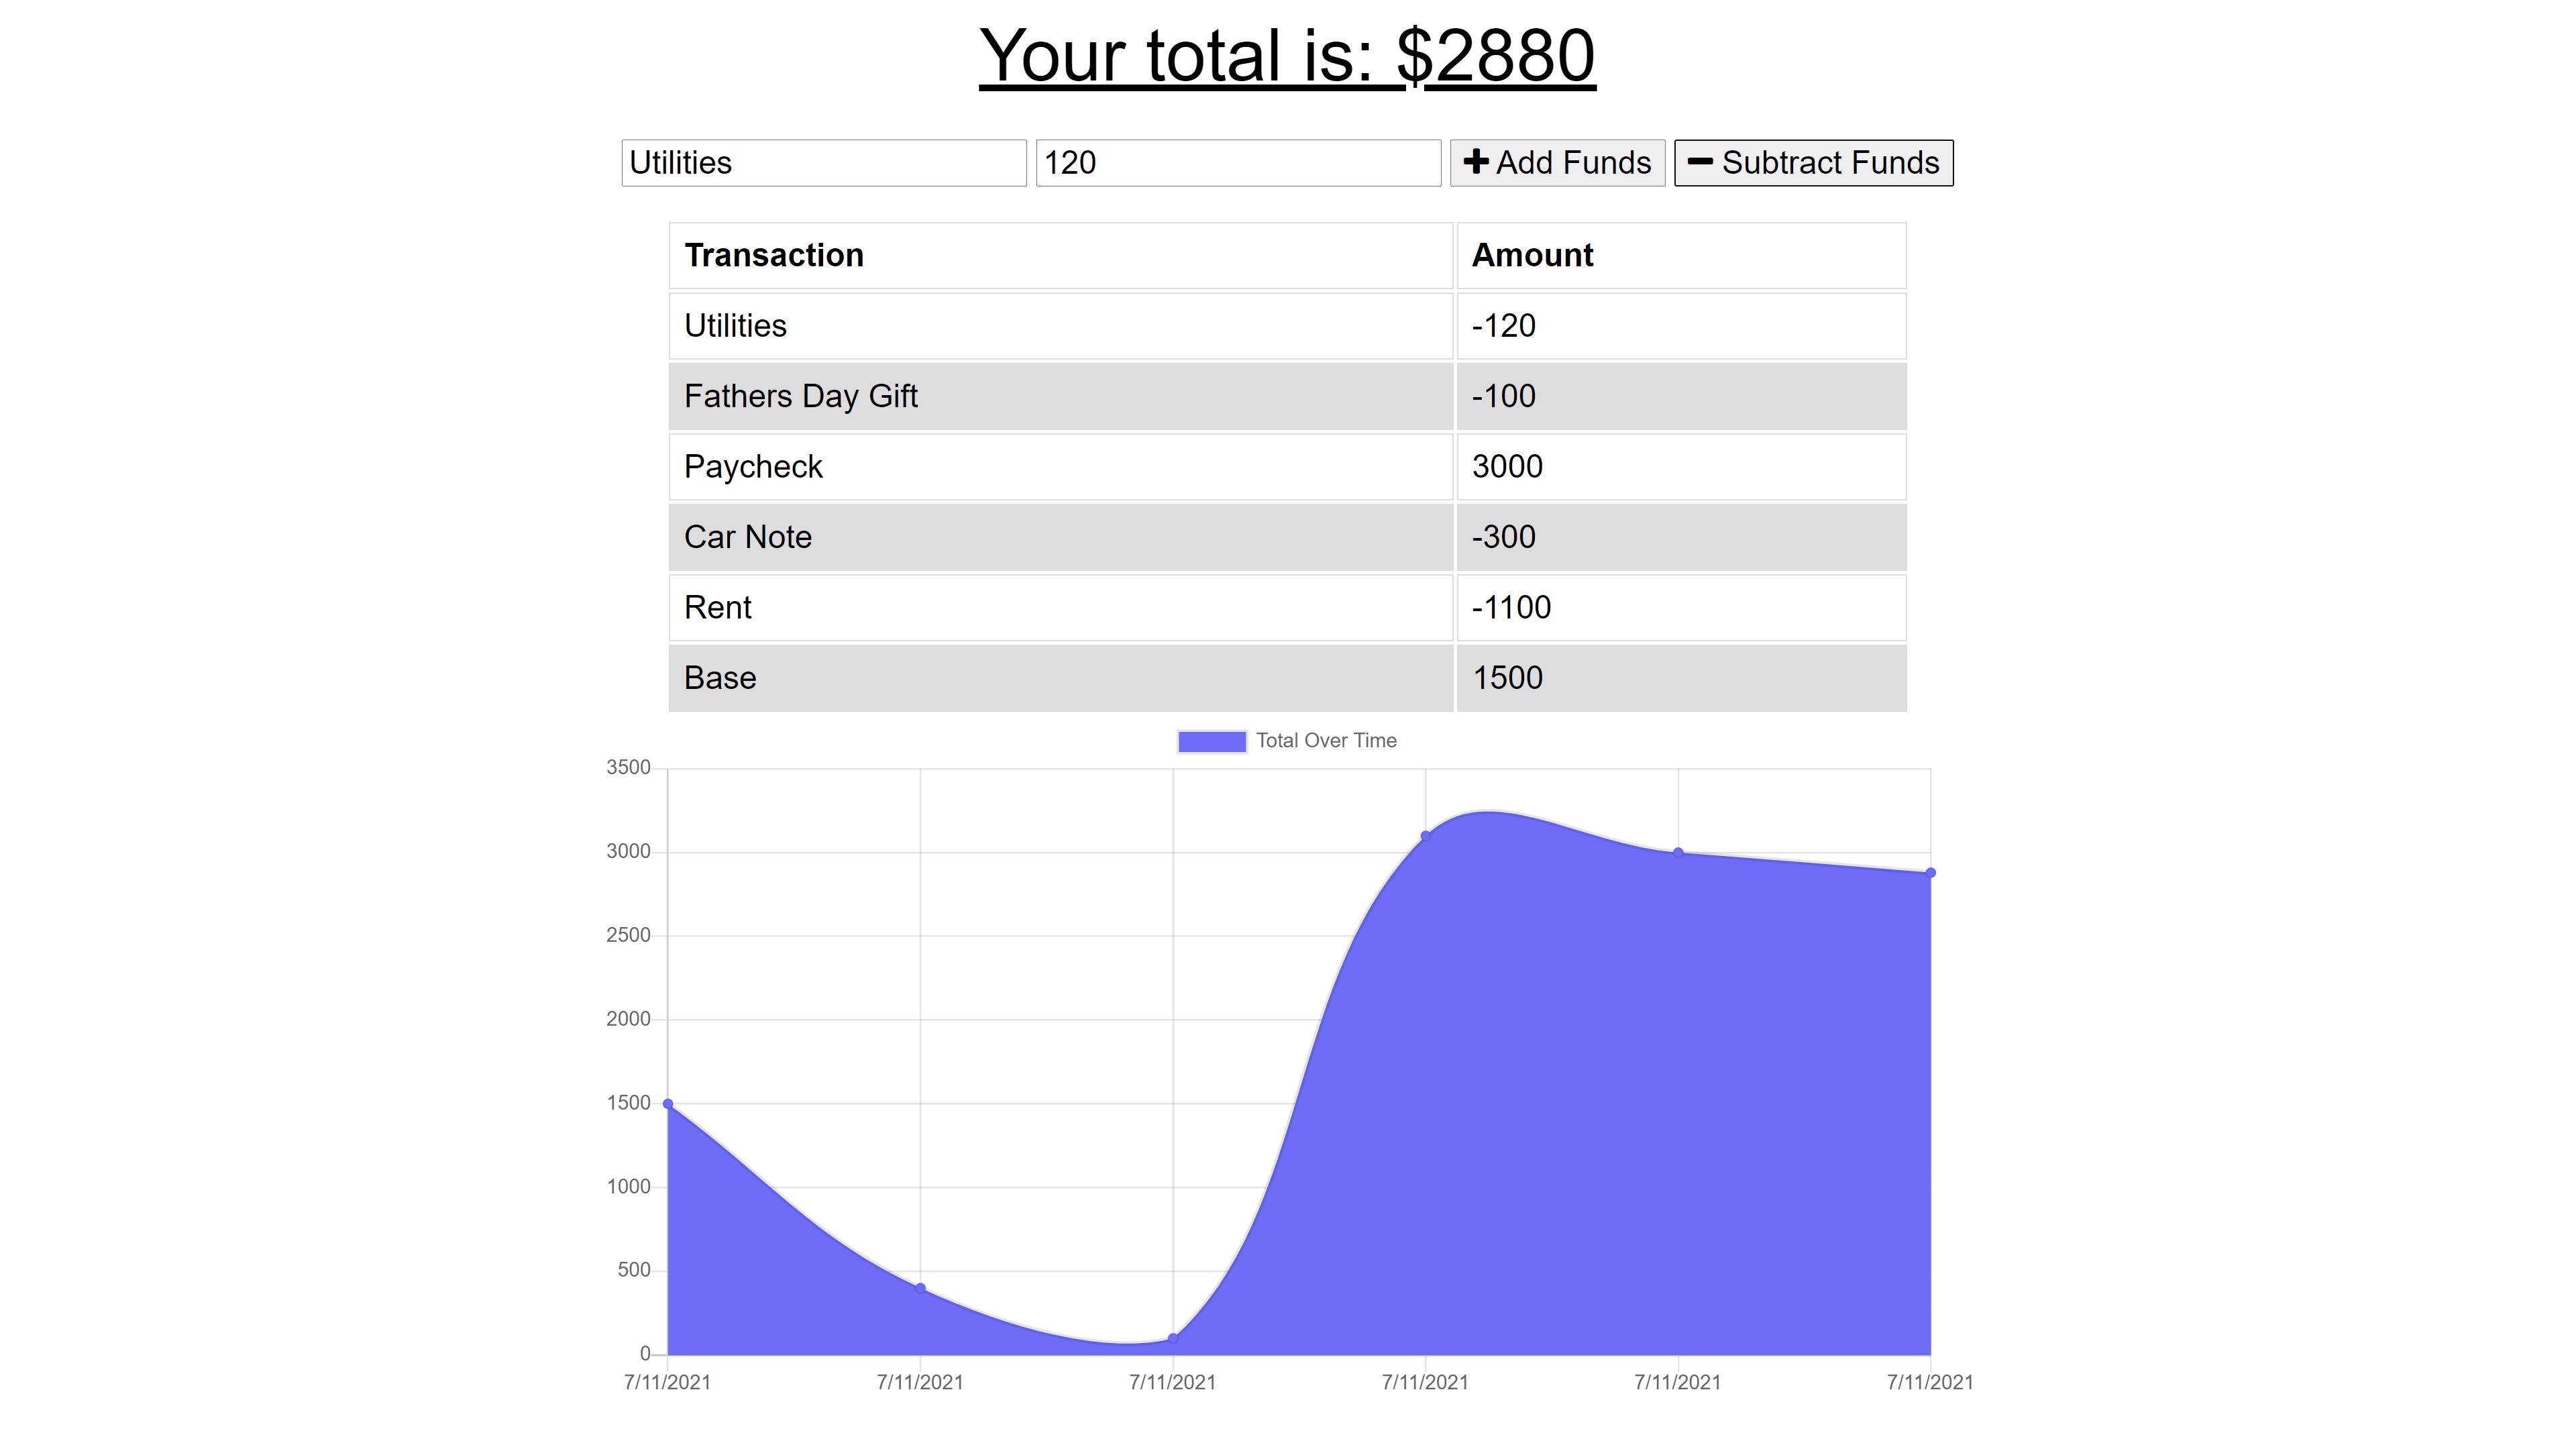 Your total is: $2880
Utilities 120 Add Funds Subtract Funds
Transaction Amount
Utilities -120
Fathers Day Gift -100
Paycheck 3000
Car Note -300
Rent -1100
Base 1500
Total Over Time
3500
3000
2500
2000
1500
1000
500
0
7/11/2021 7/11/2021 7/11/2021 7/11/2021 7/11/2021 7/11/2021